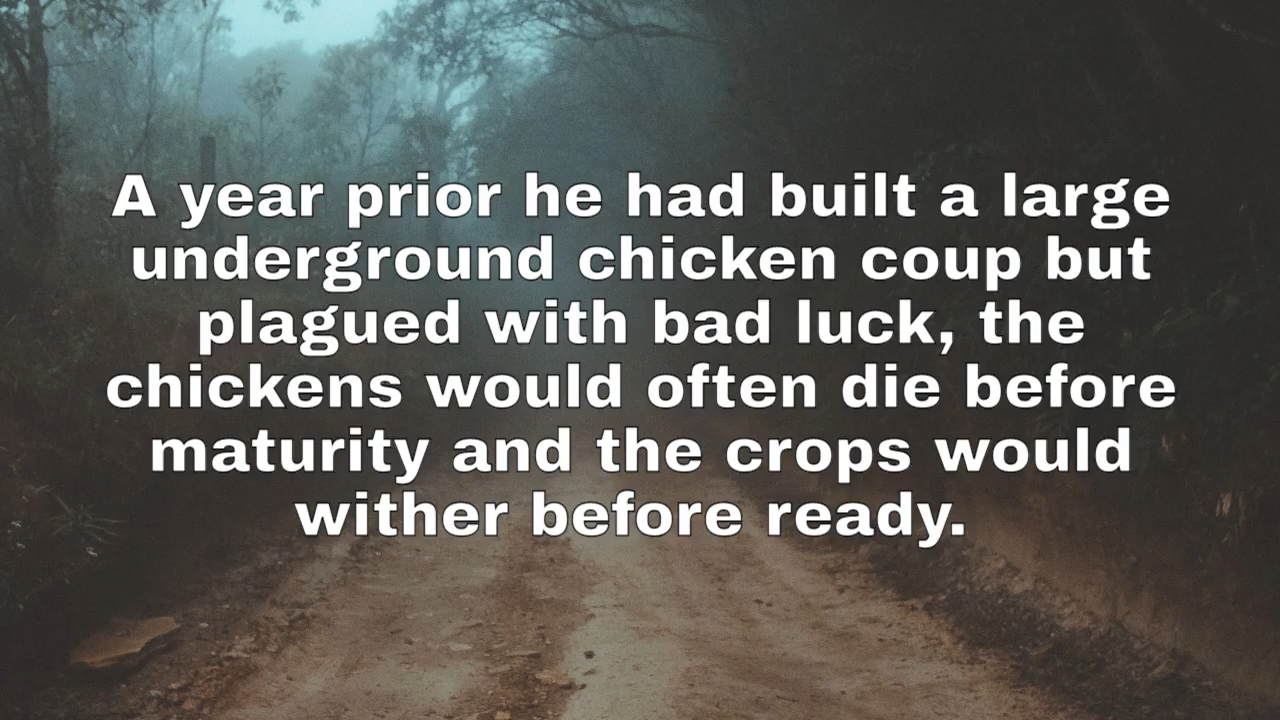 A year prior he had built a large
underground chicken coup but
plagued with bad luck, the
chickens would often die before
maturity and the crops would
wither before ready.